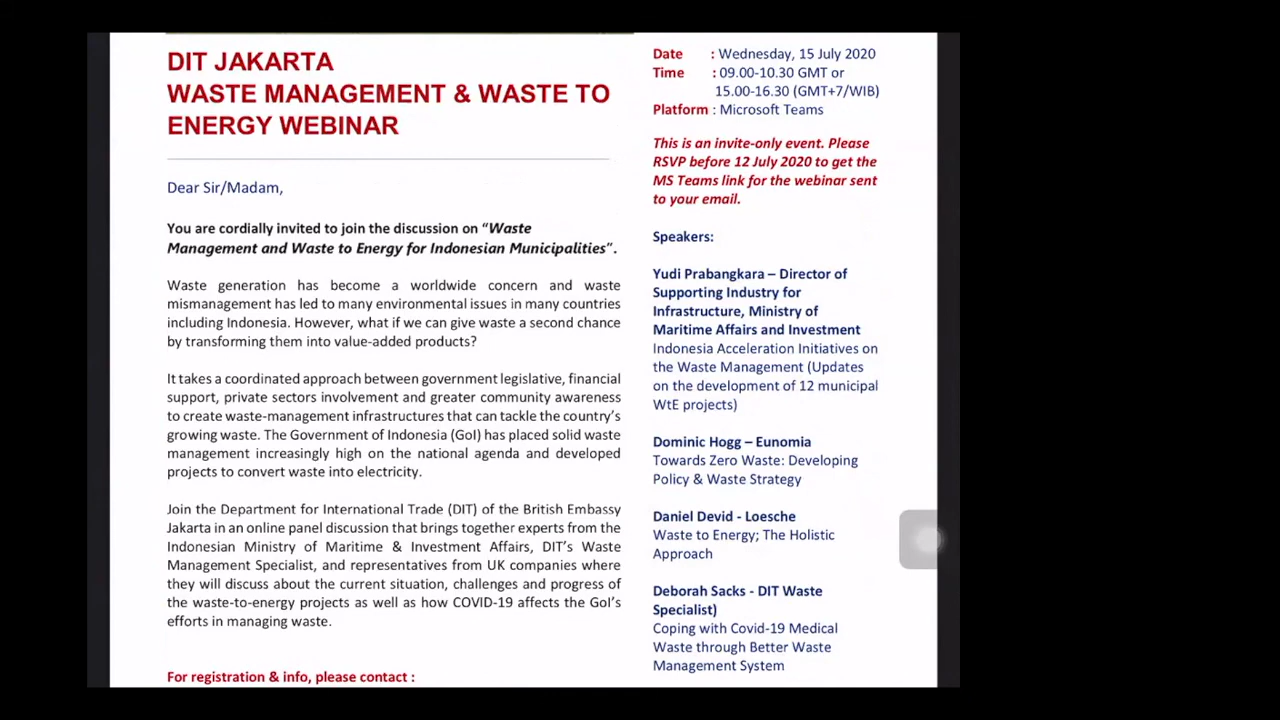 DIT JAKARTA
WASTE MANAGEMENT & WASTE TO
ENERGY WEBINAR
Dear Sir/Madam,
You are cordially invited to join the discussion on “Waste
Management and Waste to Energy for Indonesian Municipalities”.
Waste generation has become a worldwide concern and waste
mismanagement has led to many environmental issues in many countries
including Indonesia. However, what if we can give waste a second chance
by transforming them into value-added products?
It takes a coordinated approach between government legislative, financial
support, private sectors involvement and greater community awareness
to create waste-management infrastructures that can tackle the country’s
growing waste. The Government of Indonesia (GoI) has placed solid waste
management increasingly high on the national agenda and developed
projects to convert waste into electricity.
Join the Department for International Trade (DIT) of the British Embassy
Jakarta in an online panel discussion that brings together experts from the
Indonesian Ministry of Maritime & Investment Affairs, DIT’s Waste
Management Specialist, and representatives from UK companies where
they will discuss about the current situation, challenges and progress of
the waste-to-energy projects as well as how COVID-19 affects the GoI’s
efforts in managing waste.
For registration & info, please contact :
Date : Wednesday, 15 July 2020
Time : 09.00-10.30 GMT or
15.00-16.30 (GMT+7/WIB)
Platform : Microsoft Teams
This is an invite-only event. Please
RSVP before 12 July 2020 to get the
MS Teams link for the webinar sent
to your email.
Speakers:
Yudi Prabangkara – Director of
Supporting Industry for
Infrastructure, Ministry of
Maritime Affairs and Investment
Indonesia Acceleration Initiatives on
the Waste Management (Updates
on the development of 12 municipal
WtE projects)
Dominic Hogg – Eunomia
Towards Zero Waste: Developing
Policy & Waste Strategy
Daniel Devid - Loesche
Waste to Energy; The Holistic
Approach
Deborah Sacks - DIT Waste
Specialist)
Coping with Covid-19 Medical
Waste through Better Waste
Management System